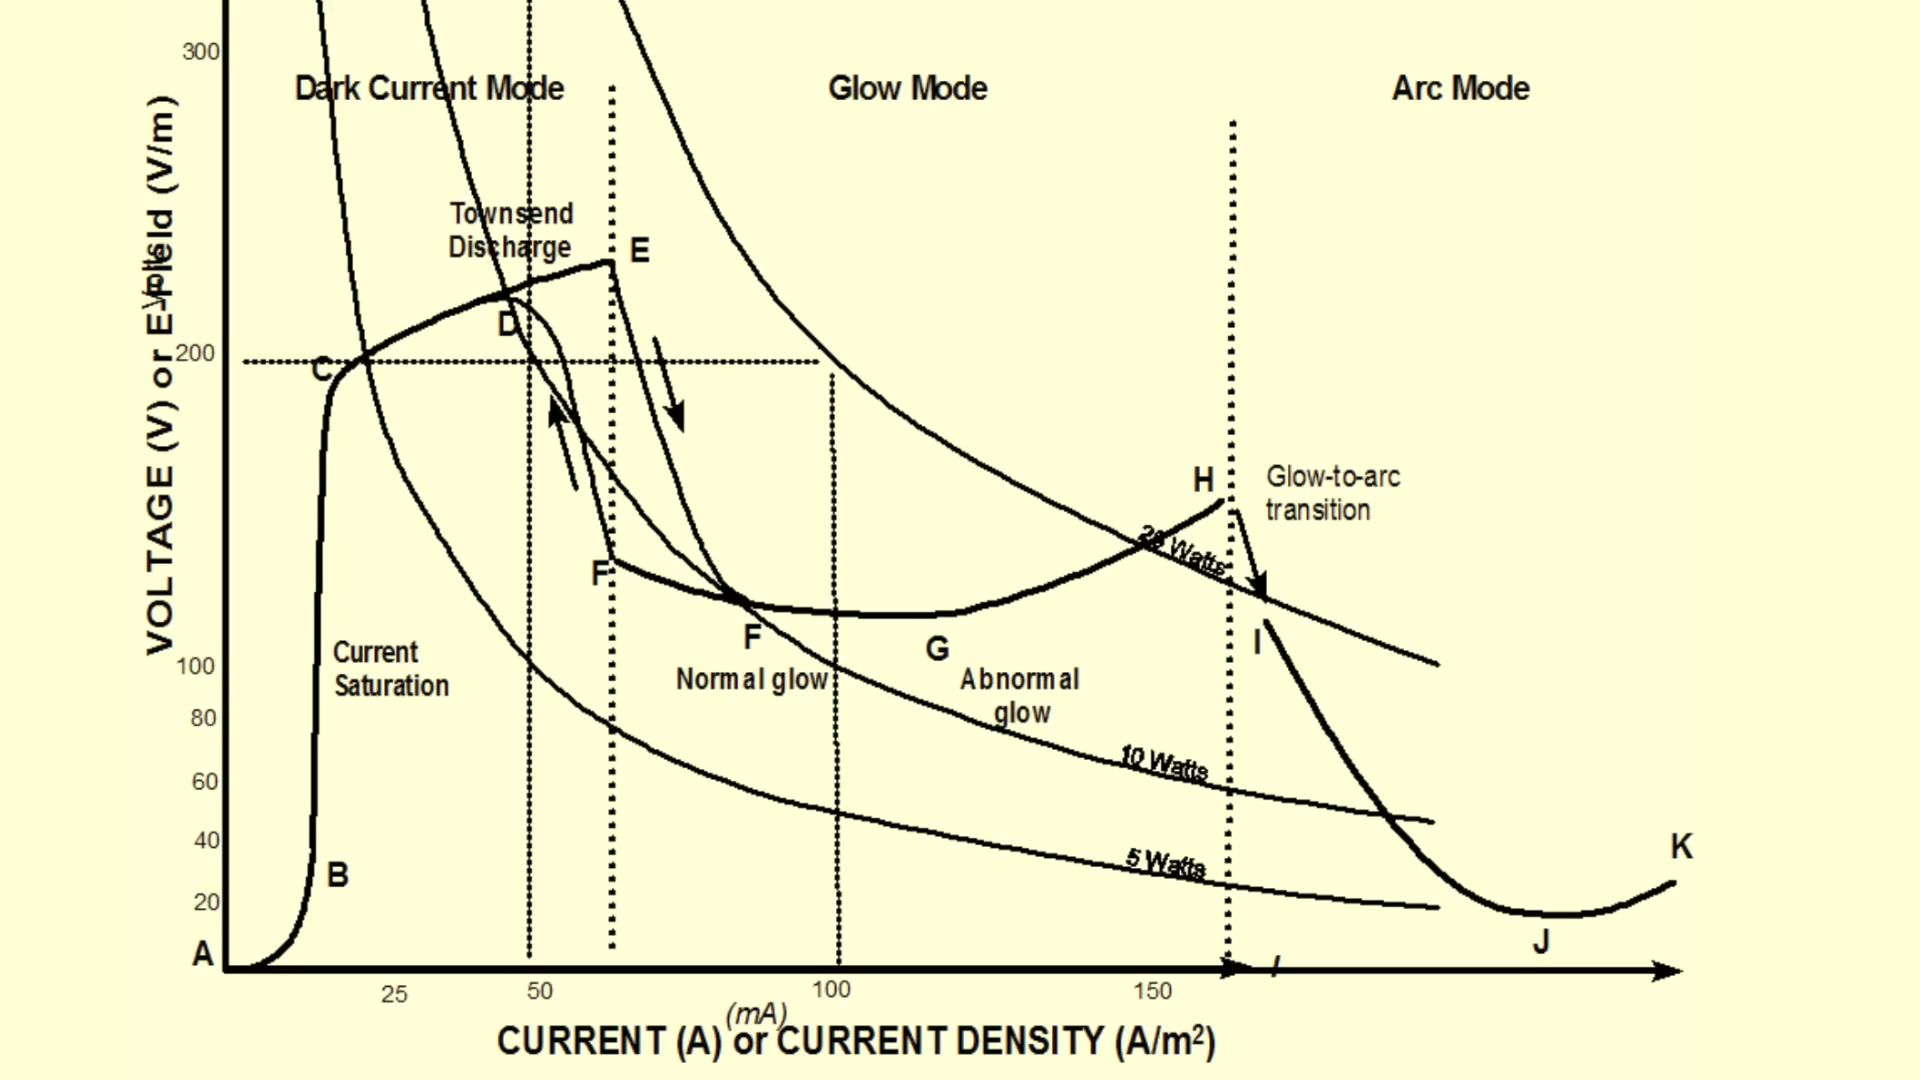 300
Dark Current Mode
Glow Mode
Arc Mode
VOLTAGE (V) or E-Field (V/m)
Volts
Townsend
Discharge
E
D
200
C
H
Glow-to-arc
transition
Watts
F
F
G
I
Current
Saturation
100
Normal glow
Abnormal
glow
80
10 Watts
60
40
5 Watts
K
B
20
J
A
I
25
50
100
150
(mA)
CURRENT (A) or CURRENT DENSITY (A/m²)